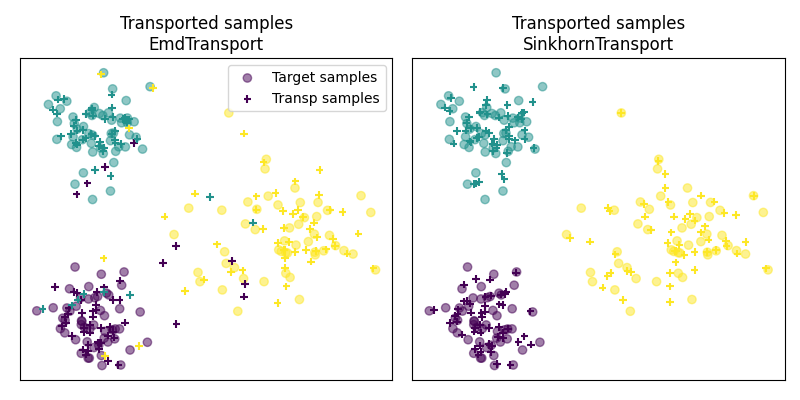 Transported samples
EmdTransport
Target samples
Transp samples
Transported samples
SinkhornTransport